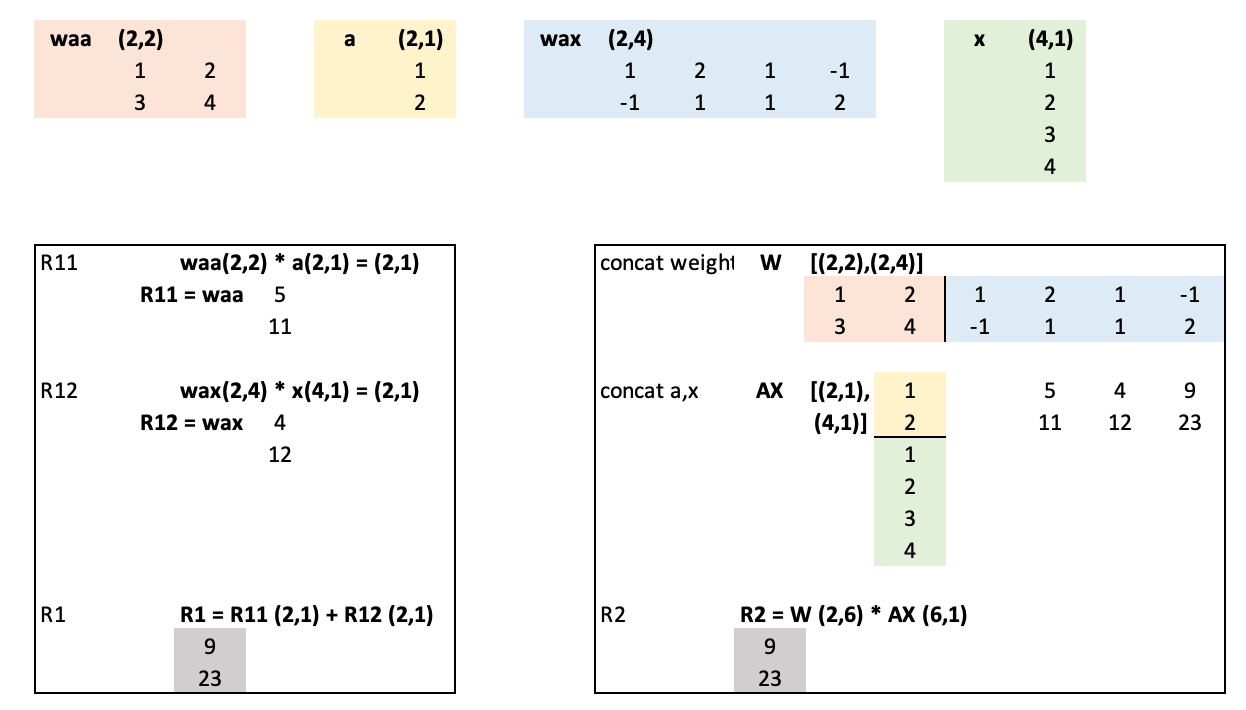 waa (2,2) a (2,1) wax (2,4) x (4,1)
1 2 1 1 2 1 -1 1
3 4 2 -1 1 1 2 2
3
4
R11 waa(2,2) * a(2,1) = (2,1)
R11 = waa 5
11
R12 wax(2,4) * x(4,1) = (2,1)
R12 = wax 4
12
R1 R1 = R11 (2,1) + R12 (2,1)
9
23
concat weight W [(2,2),(2,4)]
1 2 1 2 1 -1
3 4 -1 1 1 2
concat a,x AX [(2,1), 1 5 4 9
(4,1)] 2 11 12 23
1
2
3
4
R2 R2 = W (2,6) * AX (6,1)
9
23